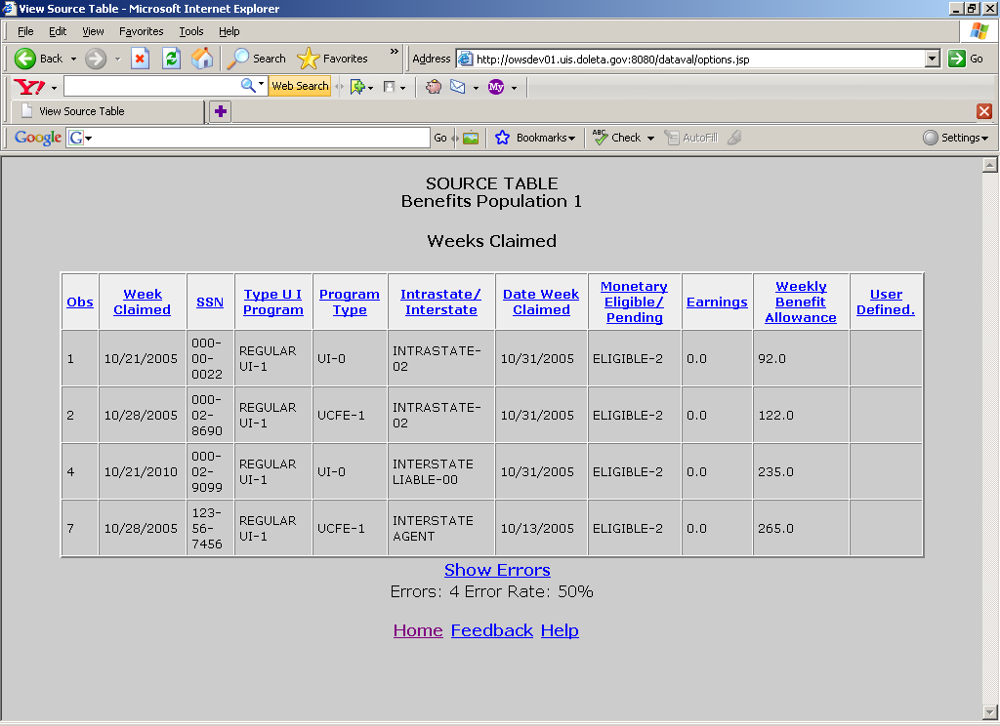 View Source Table - Microsoft Internet Explorer
File Edit View Favorites Tools Help
Back Search Favorites » Address http://owsdev01.uis.doleta.gov:8080/dataval/options.jsp Go
Y! Web Search My
View Source Table
Google G Go Bookmarks ABC Check AutoFill Settings
SOURCE TABLE
Benefits Population 1
Weeks Claimed
Obs Week Claimed SSN Type U I Program Program Type Intrastate/ Interstate Date Week Claimed Monetary Eligible/ Pending Earnings Weekly Benefit Allowance User Defined.
1 10/21/2005 000-00-0022 REGULAR UI-1 UI-0 INTRASTATE-02 10/31/2005 ELIGIBLE-2 0.0 92.0
2 10/28/2005 000-02-8690 REGULAR UI-1 UCFE-1 INTRASTATE-02 10/31/2005 ELIGIBLE-2 0.0 122.0
4 10/21/2010 000-02-9099 REGULAR UI-1 UI-0 INTERSTATE LIABLE-00 10/31/2005 ELIGIBLE-2 0.0 235.0
7 10/28/2005 123-56-7456 REGULAR UI-1 UCFE-1 INTERSTATE AGENT 10/13/2005 ELIGIBLE-2 0.0 265.0
Show Errors
Errors: 4 Error Rate: 50%
Home Feedback Help